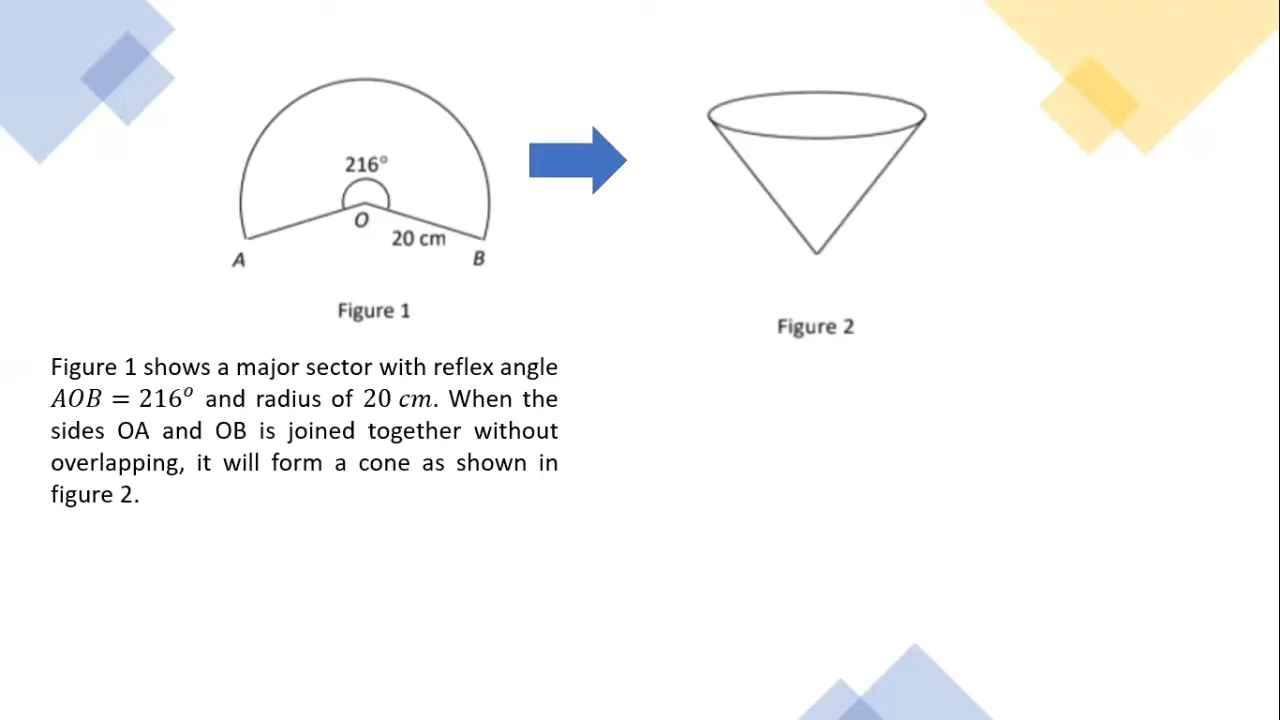 216°
O
20 cm
A
B
Figure 1
Figure 2
Figure 1 shows a major sector with reflex angle
AOB = 216° and radius of 20 cm. When the
sides OA and OB is joined together without
overlapping, it will form a cone as shown in
figure 2.